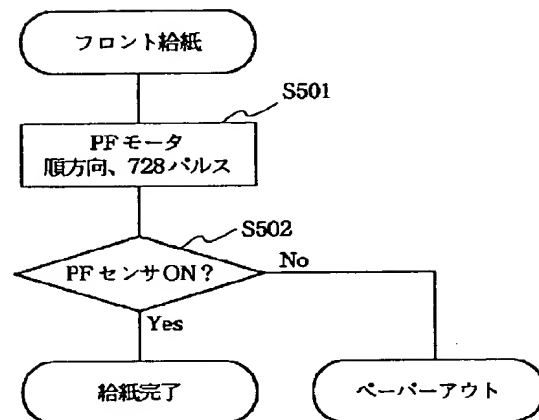 フロント給紙
S501
PFモータ
順方向、728パルス
S502
PFセンサON?
No
Yes
給紙完了
ペーパーアウト